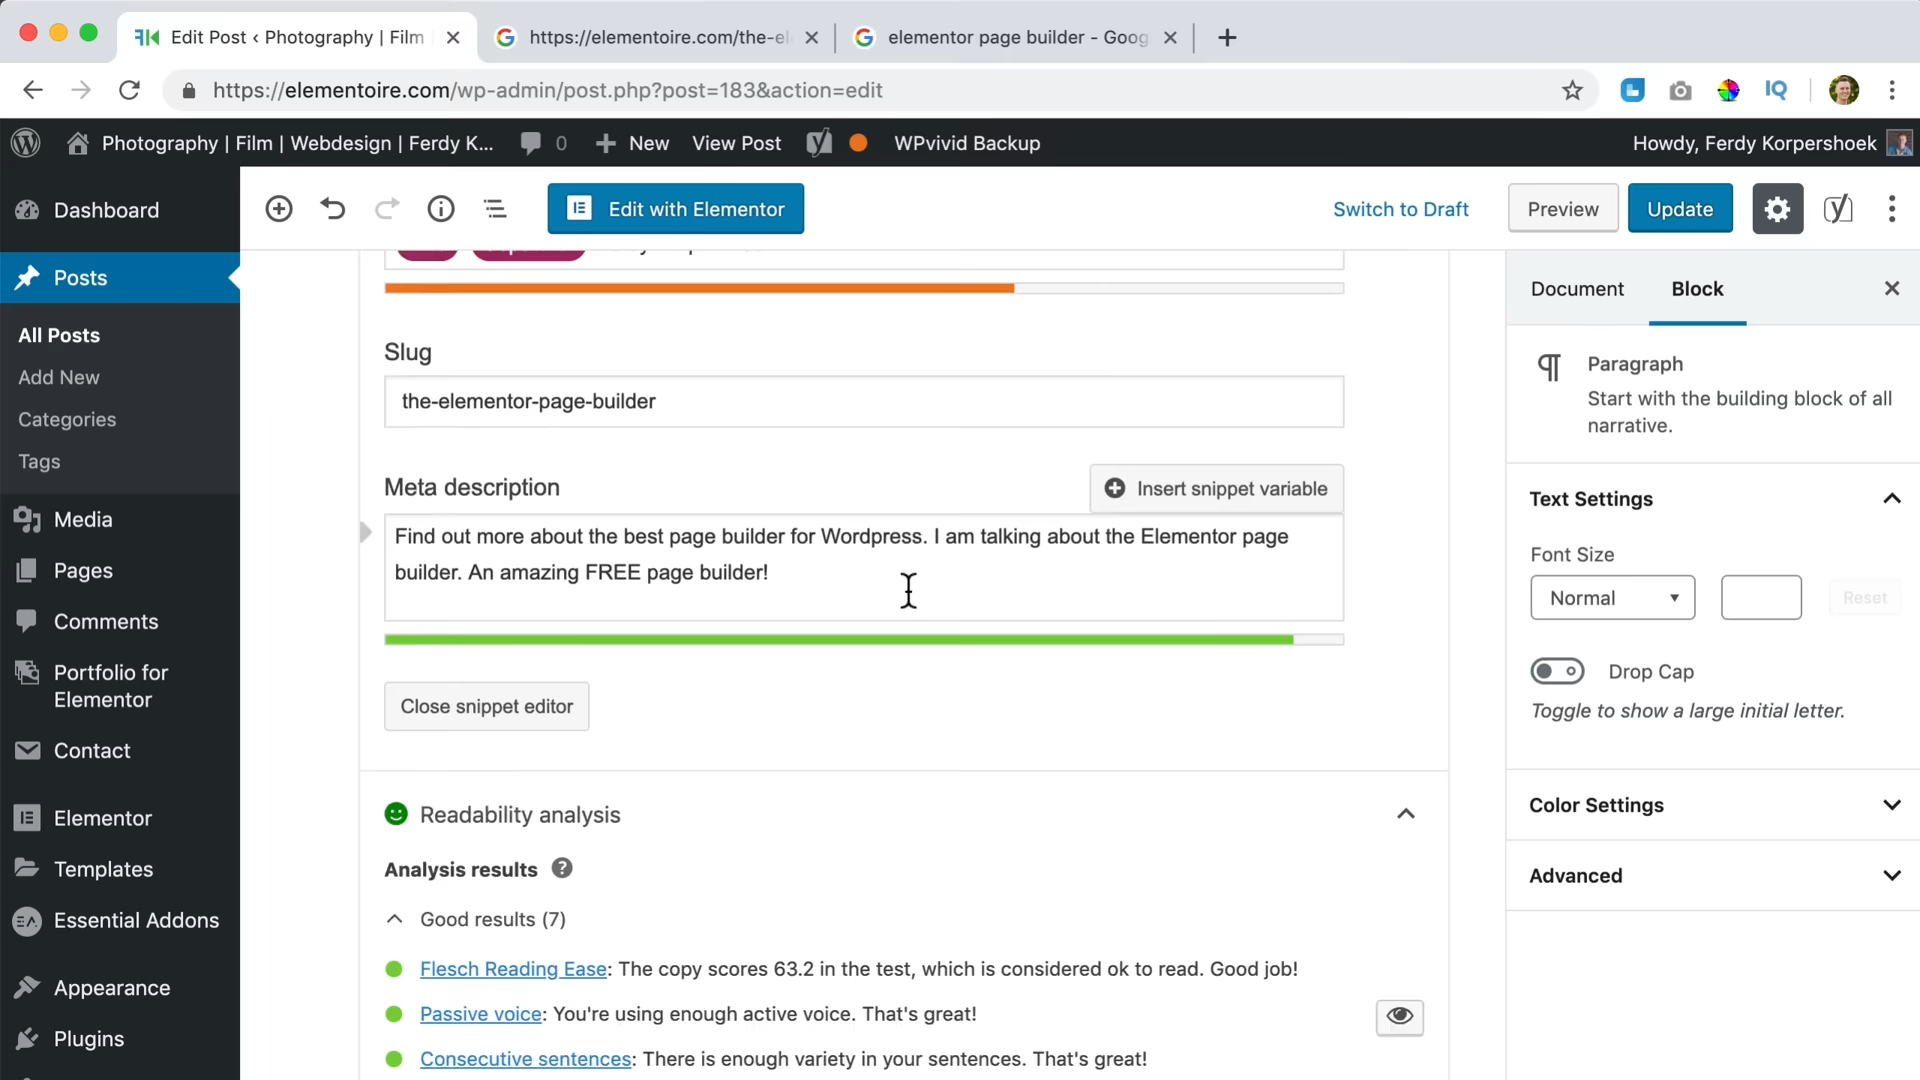 Edit Post ‹ Photography | Film
https://elementoire.com/the-el
elementor page builder - Goog
https://elementoire.com/wp-admin/post.php?post=183&action=edit
IQ
Photography | Film | Webdesign | Ferdy K...
0
New
View Post
WPvivid Backup
Howdy, Ferdy Korpershoek
Dashboard
Posts
All Posts
Add New
Categories
Tags
Media
Pages
Comments
Portfolio for
Elementor
Contact
Elementor
Templates
Essential Addons
Appearance
Plugins
Edit with Elementor
Switch to Draft
Preview
Update
Slug
the-elementor-page-builder
Meta description
Insert snippet variable
Find out more about the best page builder for Wordpress. I am talking about the Elementor page
builder. An amazing FREE page builder!
Close snippet editor
Readability analysis
Analysis results
Good results (7)
Flesch Reading Ease: The copy scores 63.2 in the test, which is considered ok to read. Good job!
Passive voice: You're using enough active voice. That's great!
Consecutive sentences: There is enough variety in your sentences. That's great!
Document
Block
Paragraph
Start with the building block of all
narrative.
Text Settings
Font Size
Normal
Reset
Drop Cap
Toggle to show a large initial letter.
Color Settings
Advanced